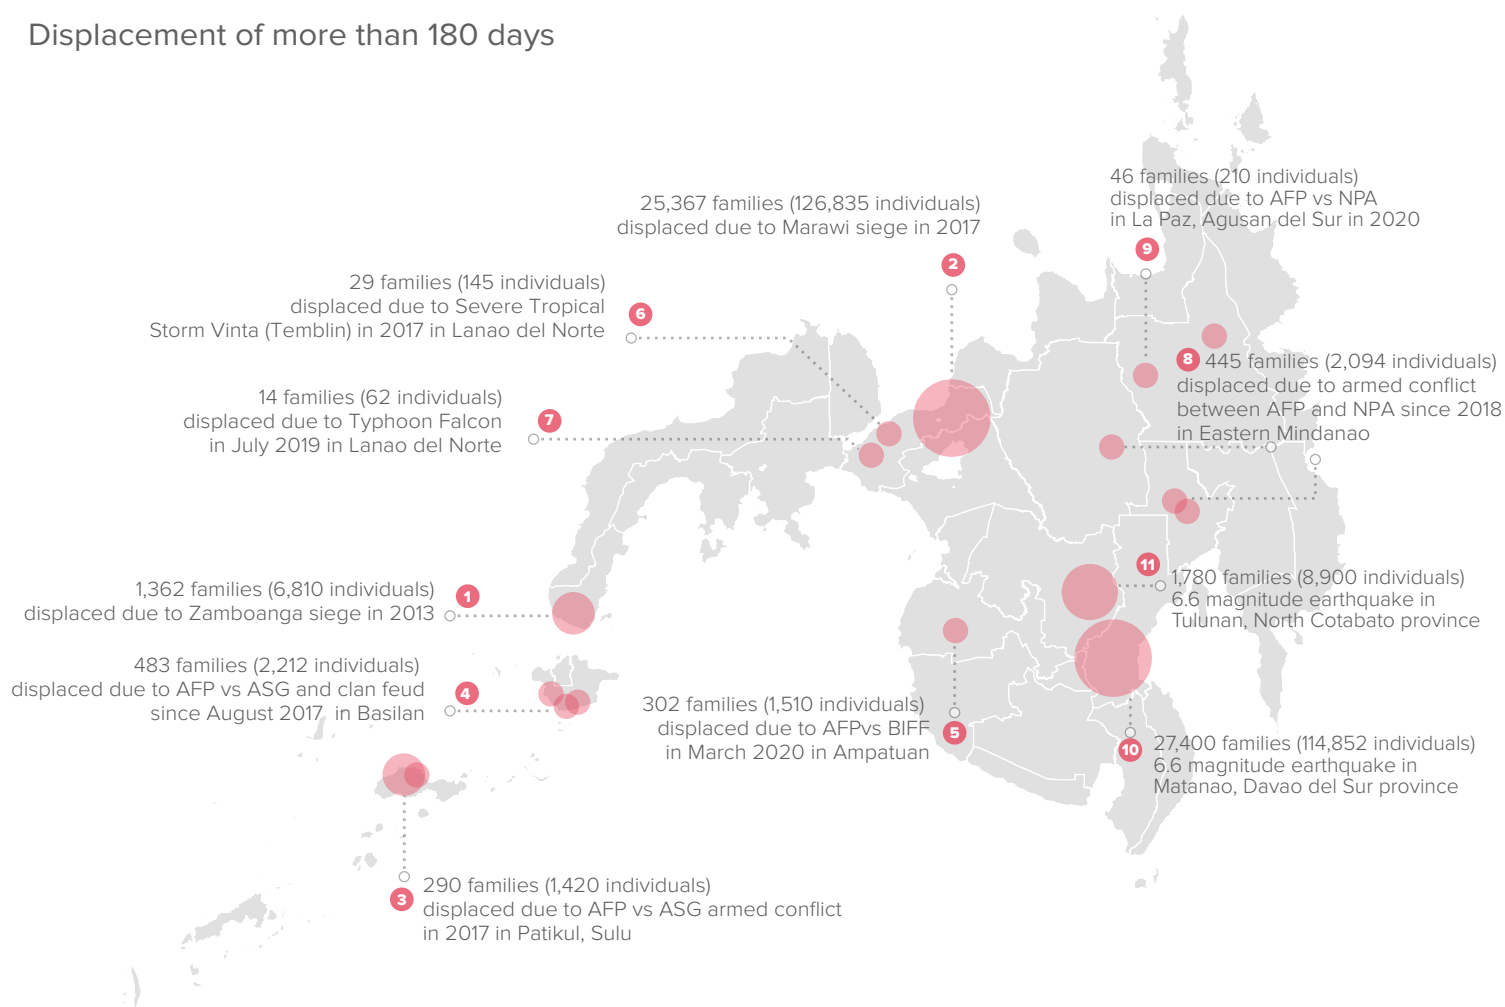 Displacement of more than 180 days
46 families (210 individuals)
displaced due to AFP vs NPA
in La Paz, Agusan del Sur in 2020
9
25,367 families (126,835 individuals)
displaced due to Marawi siege in 2017
2
29 families (145 individuals)
displaced due to Severe Tropical
Storm Vinta (Temblin) in 2017 in Lanao del Norte
6
8
445 families (2,094 individuals)
displaced due to armed conflict
between AFP and NPA since 2018
in Eastern Mindanao
14 families (62 individuals)
displaced due to Typhoon Falcon
in July 2019 in Lanao del Norte
7
11
1,780 families (8,900 individuals)
6.6 magnitude earthquake in
Tulunan, North Cotabato province
1,362 families (6,810 individuals)
displaced due to Zamboanga siege in 2013
1
483 families (2,212 individuals)
displaced due to AFP vs ASG and clan feud
since August 2017 in Basilan
4
302 families (1,510 individuals)
displaced due to AFPvs BIFF
in March 2020 in Ampatuan
5
10
27,400 families (114,852 individuals)
6.6 magnitude earthquake in
Matanao, Davao del Sur province
3
290 families (1,420 individuals)
displaced due to AFP vs ASG armed conflict
in 2017 in Patikul, Sulu